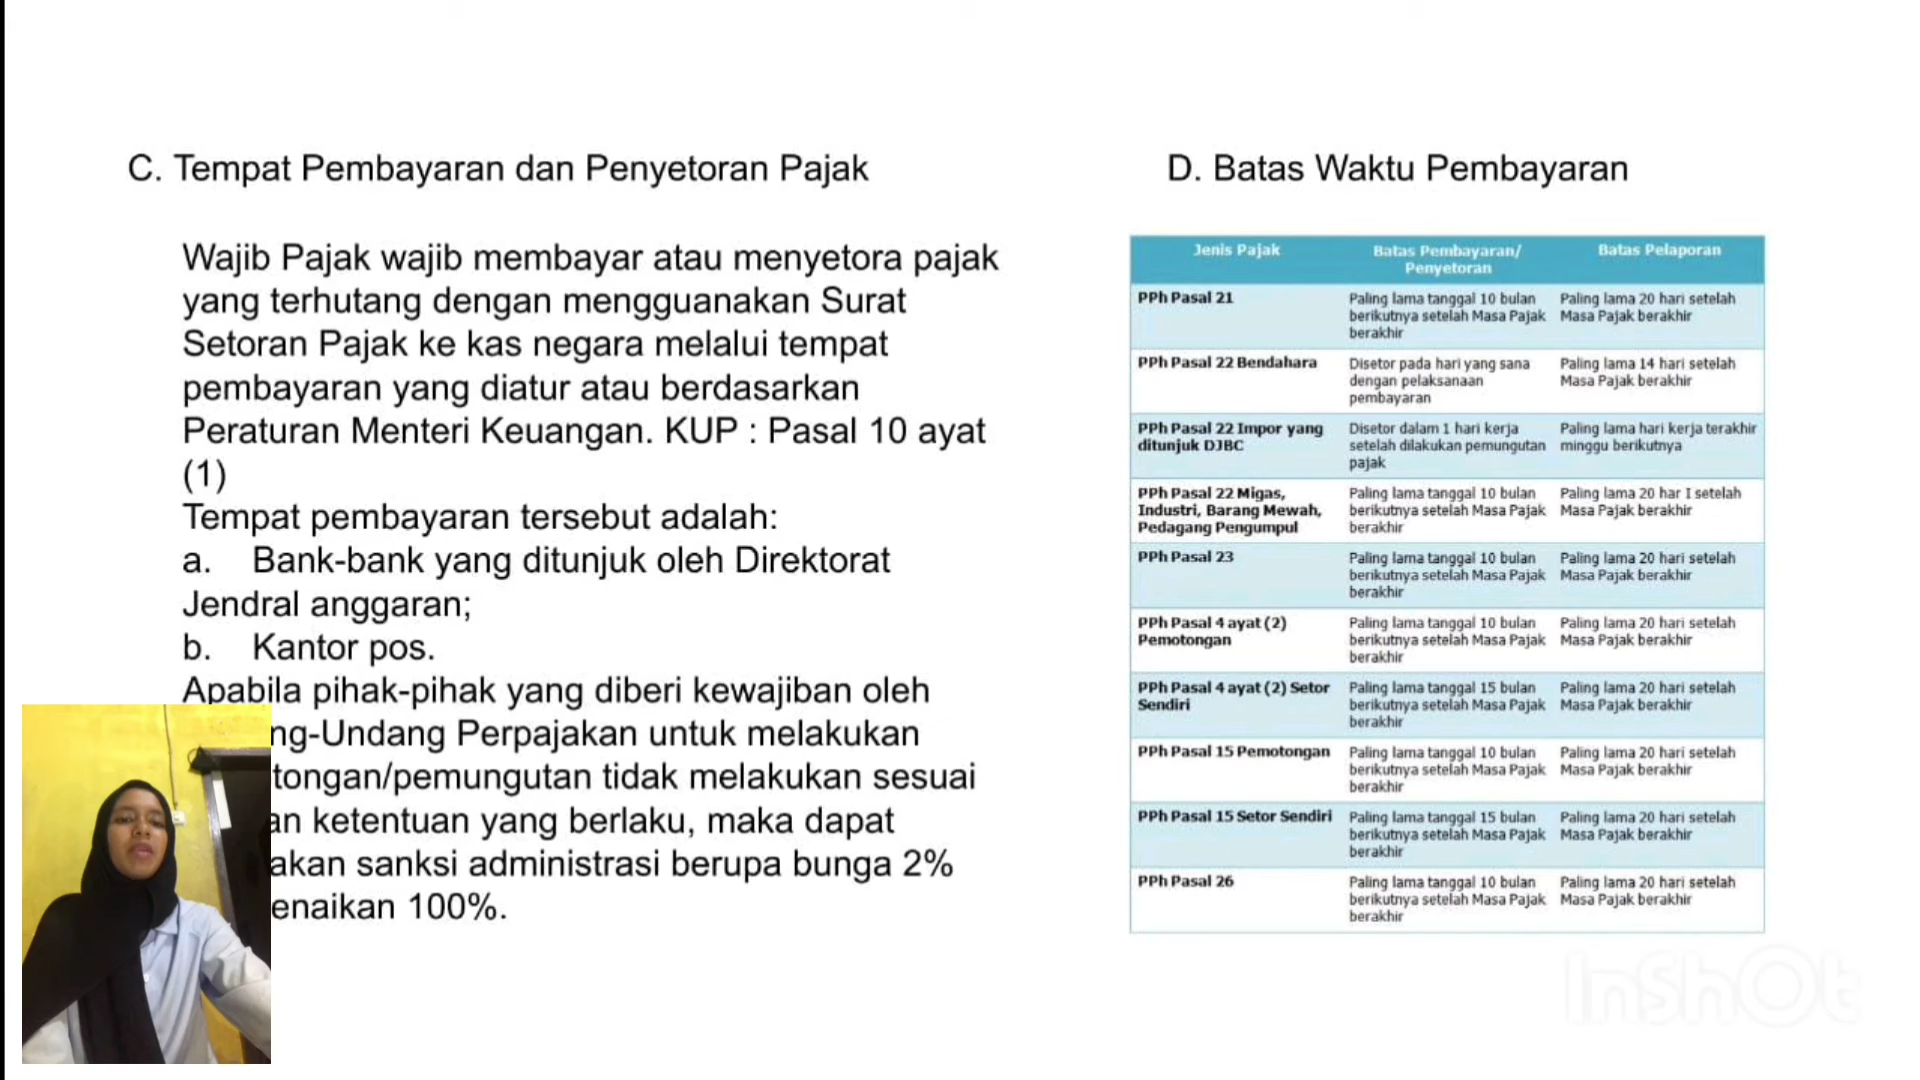 C. Tempat Pembayaran dan Penyetoran Pajak
Wajib Pajak wajib membayar atau menyetora pajak
yang terhutang dengan mengguanakan Surat
Setoran Pajak ke kas negara melalui tempat
pembayaran yang diatur atau berdasarkan
Peraturan Menteri Keuangan. KUP : Pasal 10 ayat
(1)
Tempat pembayaran tersebut adalah:
a. Bank-bank yang ditunjuk oleh Direktorat
Jendral anggaran;
b. Kantor pos.
Apabila pihak-pihak yang diberi kewajiban oleh
ng-Undang Perpajakan untuk melakukan
tongan/pemungutan tidak melakukan sesuai
an ketentuan yang berlaku, maka dapat
akan sanksi administrasi berupa bunga 2%
enaikan 100%.
D. Batas Waktu Pembayaran
Jenis Pajak
Batas Pembayaran/
Penyetoran
Batas Pelaporan
PPh Pasal 21
Paling lama tanggal 10 bulan
berikutnya setelah Masa Pajak
berakhir
Paling lama 20 hari setelah
Masa Pajak berakhir
PPh Pasal 22 Bendahara
Disetor pada hari yang sana
dengan pelaksanaan
pembayaran
Paling lama 14 hari setelah
Masa Pajak berakhir
PPh Pasal 22 Impor yang
ditunjuk DJBC
Disetor dalam 1 hari kerja
setelah dilakukan pemungutan
pajak
Paling lama hari kerja terakhir
minggu berikutnya
PPh Pasal 22 Migas,
Industri, Barang Mewah,
Pedagang Pengumpul
Paling lama tanggal 10 bulan
berikutnya setelah Masa Pajak
berakhir
Paling lama 20 har I setelah
Masa Pajak berakhir
PPh Pasal 23
Paling lama tanggal 10 bulan
berikutnya setelah Masa Pajak
berakhir
Paling lama 20 hari setelah
Masa Pajak berakhir
PPh Pasal 4 ayat (2)
Pemotongan
Paling lama tanggal 10 bulan
berikutnya setelah Masa Pajak
berakhir
Paling lama 20 hari setelah
Masa Pajak berakhir
PPh Pasal 4 ayat (2) Setor
Sendiri
Paling lama tanggal 15 bulan
berikutnya setelah Masa Pajak
berakhir
Paling lama 20 hari setelah
Masa Pajak berakhir
PPh Pasal 15 Pemotongan
Paling lama tanggal 10 bulan
berikutnya setelah Masa Pajak
berakhir
Paling lama 20 hari setelah
Masa Pajak berakhir
PPh Pasal 15 Setor Sendiri
Paling lama tanggal 15 bulan
berikutnya setelah Masa Pajak
berakhir
Paling lama 20 hari setelah
Masa Pajak berakhir
PPh Pasal 26
Paling lama tanggal 10 bulan
berikutnya setelah Masa Pajak
berakhir
Paling lama 20 hari setelah
Masa Pajak berakhir
InShOt